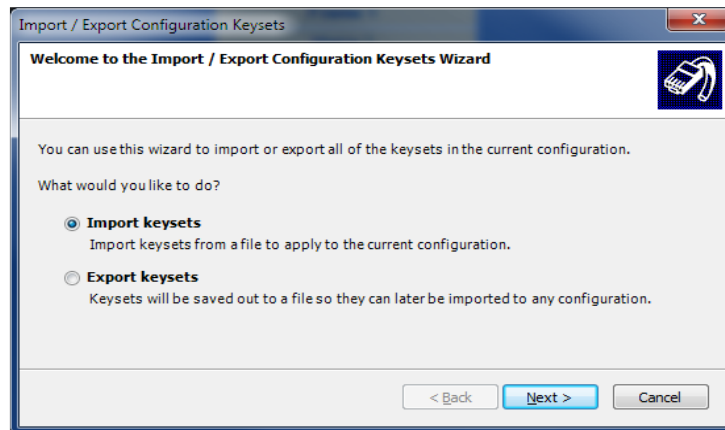 Import / Export Configuration Keysets
Welcome to the Import / Export Configuration Keysets Wizard
You can use this wizard to import or export all of the keysets in the current configuration.
What would you like to do?
Import keysets
Import keysets from a file to apply to the current configuration.
Export keysets
Keysets will be saved out to a file so they can later be imported to any configuration.
< Back
Next >
Cancel